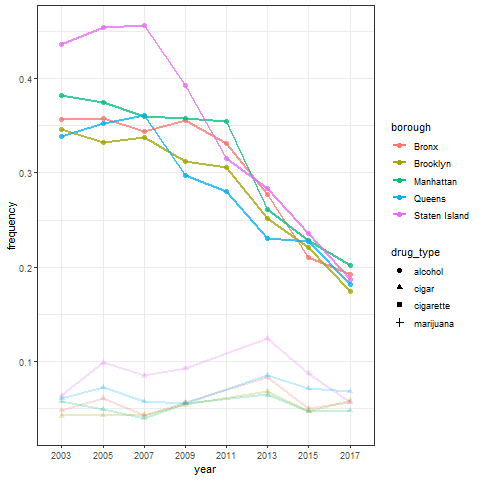 0.4
0.3
0.2
0.1
frequency
2003 2005 2007 2009 2011 2013 2015 2017
year
borough
Bronx
Brooklyn
Manhattan
Queens
Staten Island
drug_type
alcohol
cigar
cigarette
marijuana